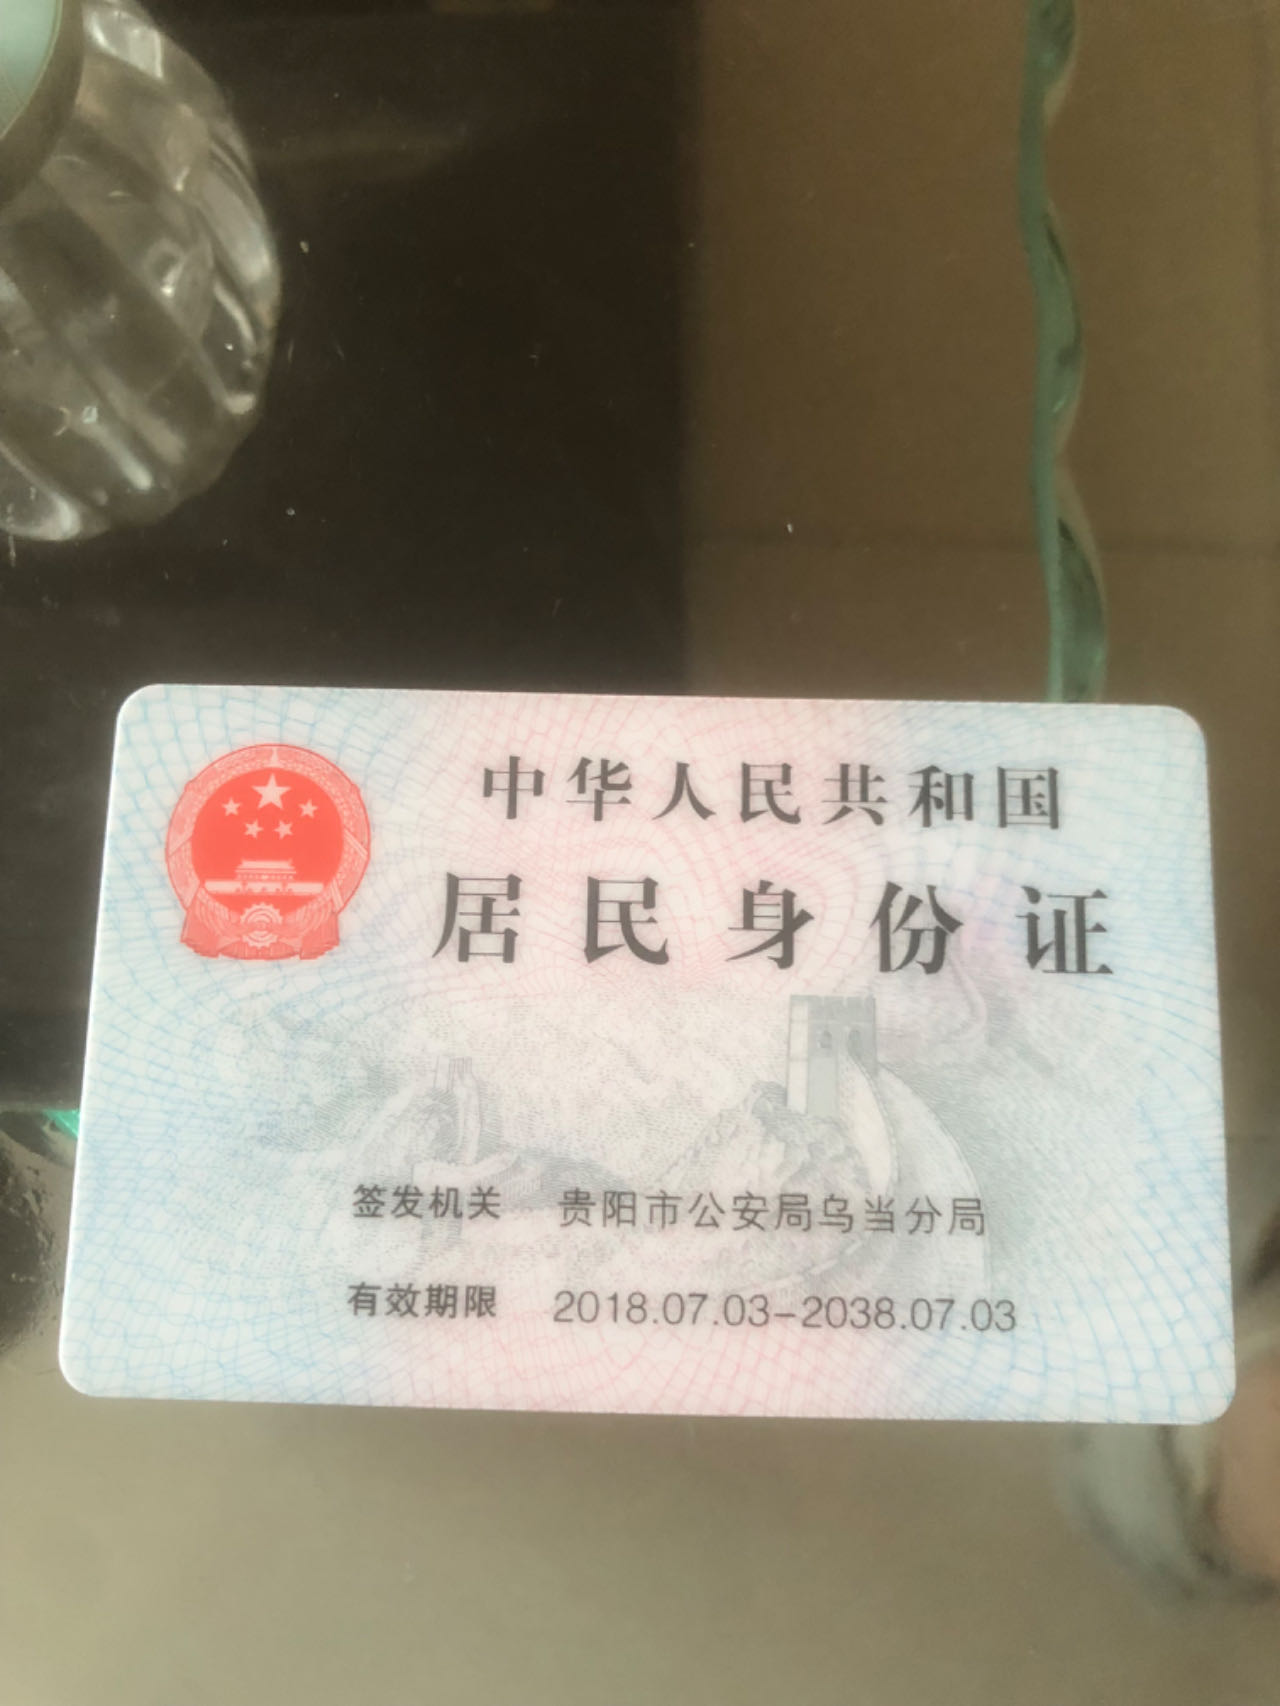 中华人民共和国
居民身份证
签发机关 贵阳市公安局乌当分局
有效期限 2018.07.03-2038.07.03